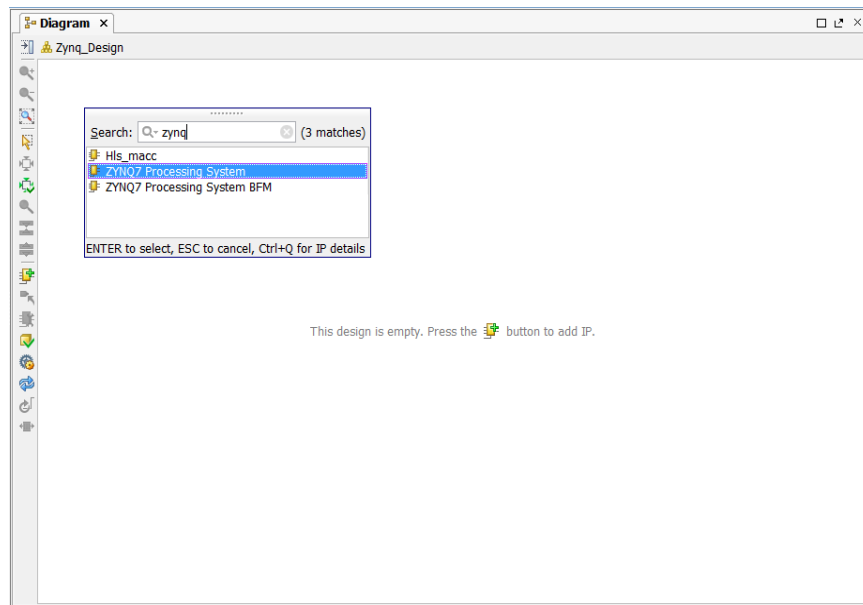 Diagram
Zynq_Design
Search: zynq (3 matches)
Hls_macc
ZYNQ7 Processing System
ZYNQ7 Processing System BFM
ENTER to select, ESC to cancel, Ctrl+Q for IP details
This design is empty. Press the button to add IP.